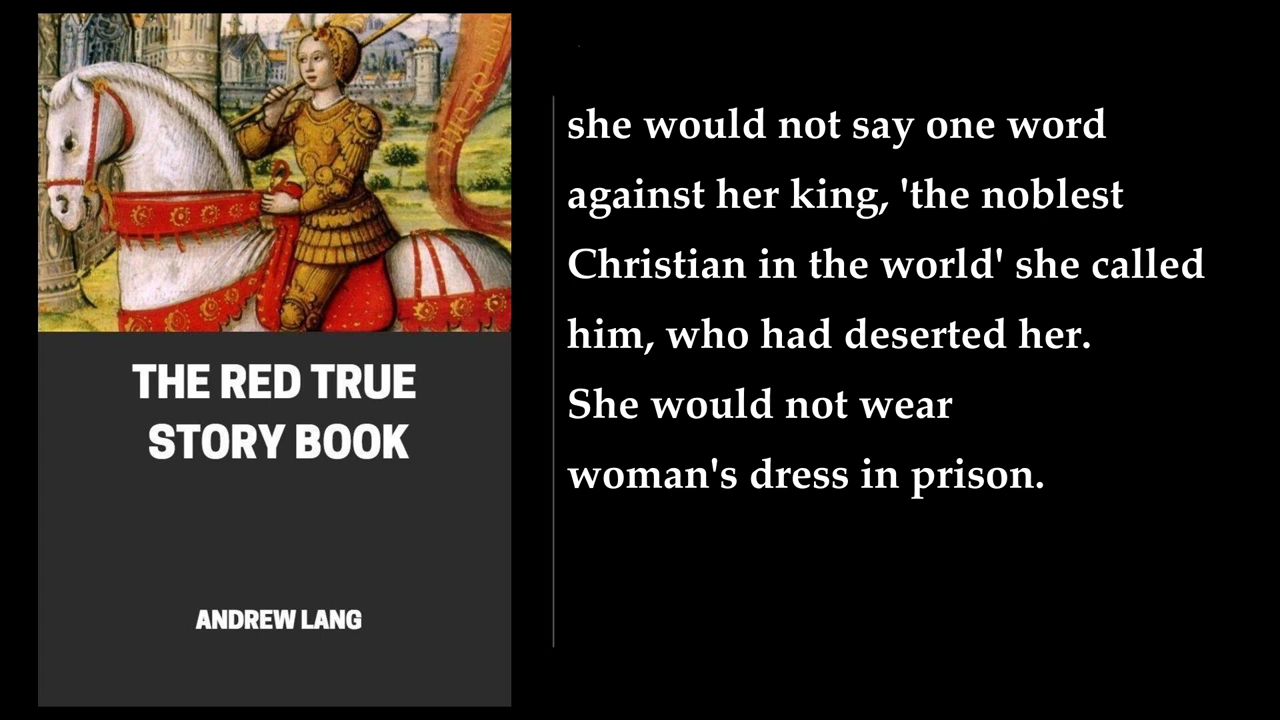 THE RED TRUE
STORY BOOK
ANDREW LANG
she would not say one word
against her king, 'the noblest
Christian in the world' she called
him, who had deserted her.
She would not wear
woman's dress in prison.